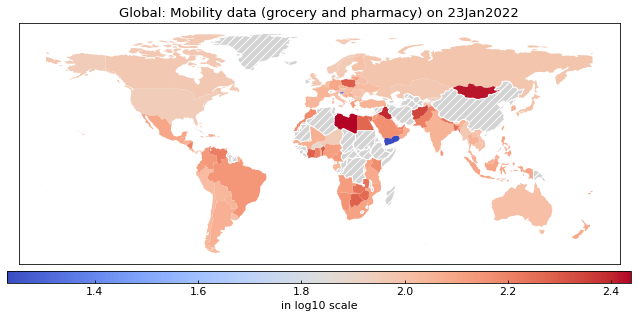 Global: Mobility data (grocery and pharmacy) on 23Jan2022
1.4 1.6 1.8 2.0 2.2 2.4
in log10 scale